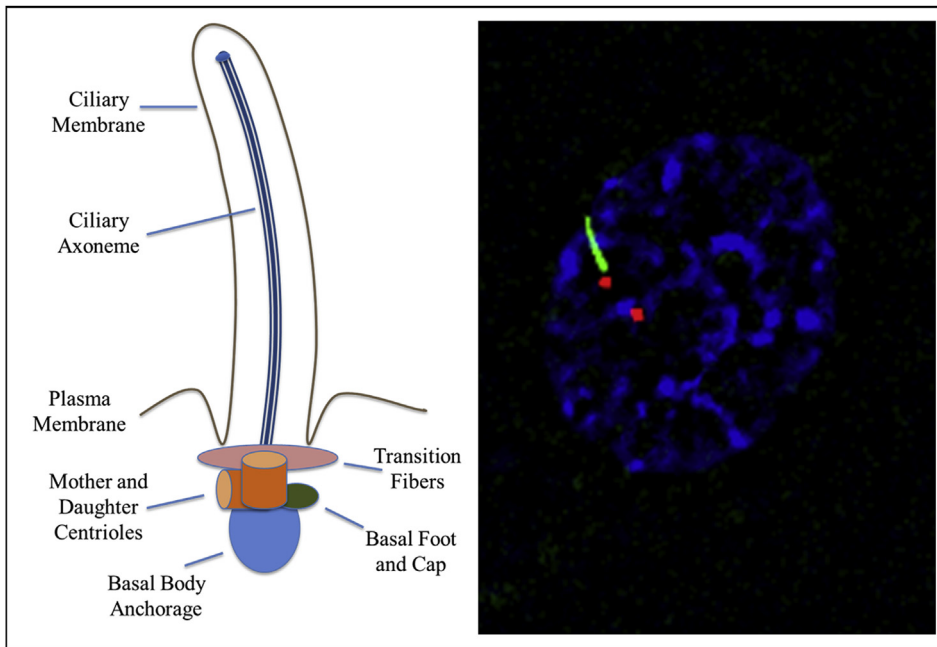 Ciliary
Membrane
Ciliary
Axoneme
Plasma
Membrane
Mother and
Daughter
Centrioles
Basal Body
Anchorage
Transition
Fibers
Basal Foot
and Cap